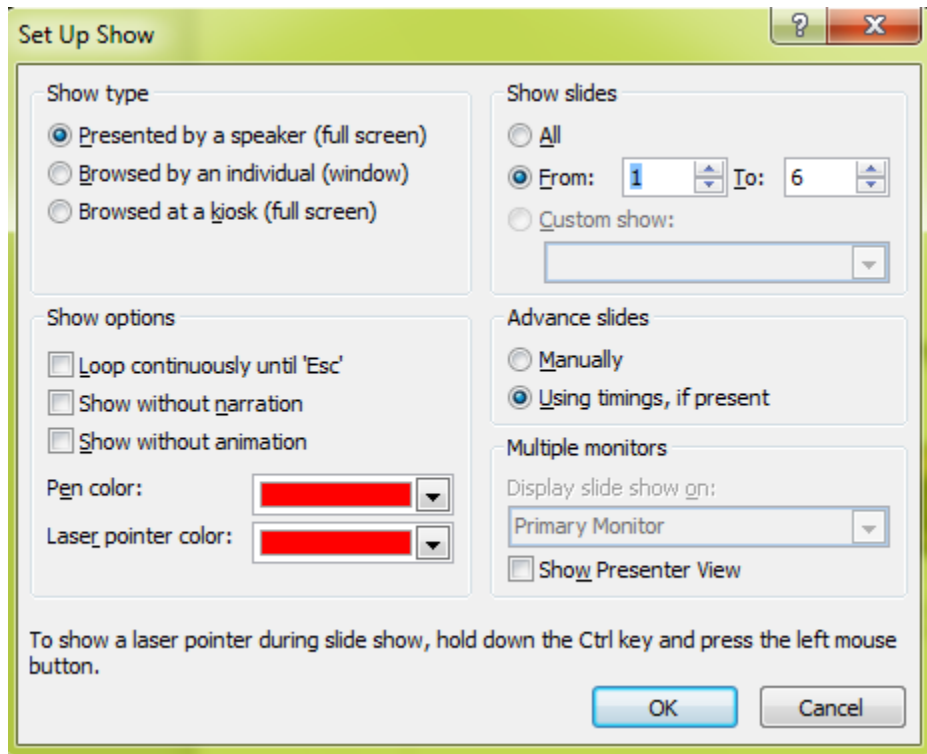 Set Up Show
Show type
Presented by a speaker (full screen)
Browsed by an individual (window)
Browsed at a kiosk (full screen)
Show slides
All
From: 1 To: 6
Custom show:
Show options
Loop continuously until 'Esc'
Show without narration
Show without animation
Pen color:
Laser pointer color:
Advance slides
Manually
Using timings, if present
Multiple monitors
Display slide show on:
Primary Monitor
Show Presenter View
To show a laser pointer during slide show, hold down the Ctrl key and press the left mouse
button.
OK Cancel